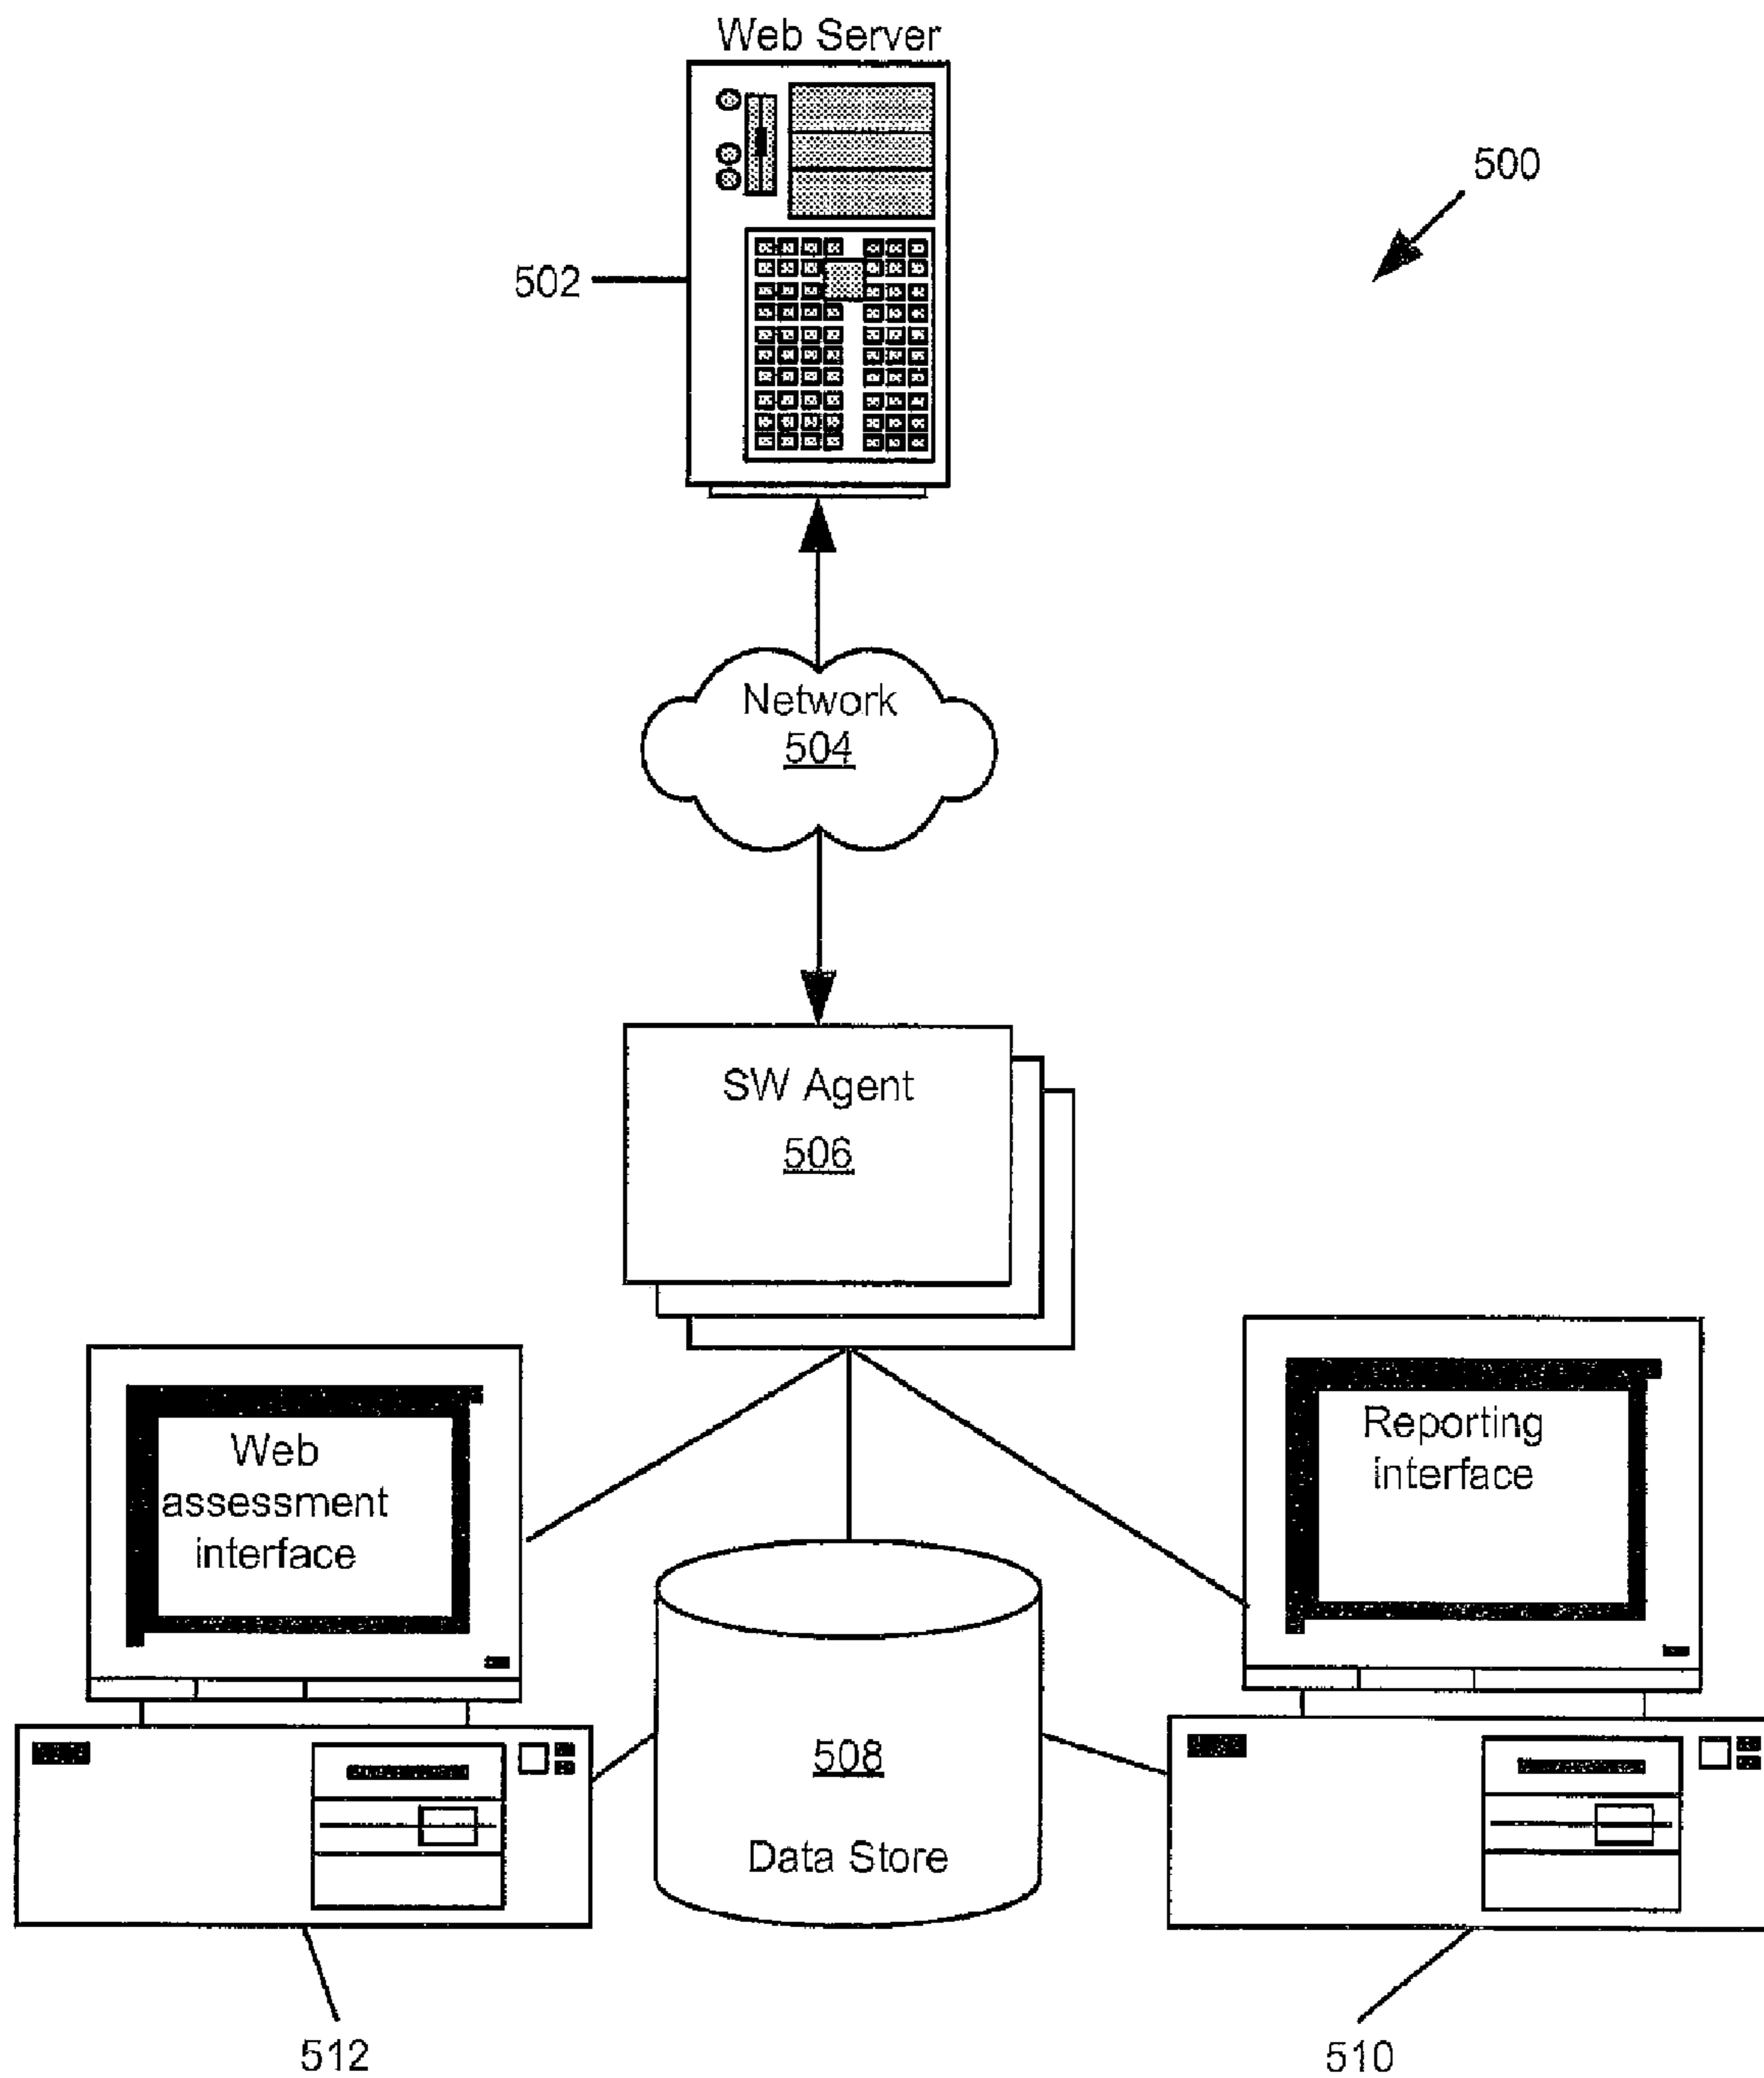 Web Server
500
502
Network
504
SW Agent
506
Web
assessment
interface
Reporting
interface
508
Data Store
512
510